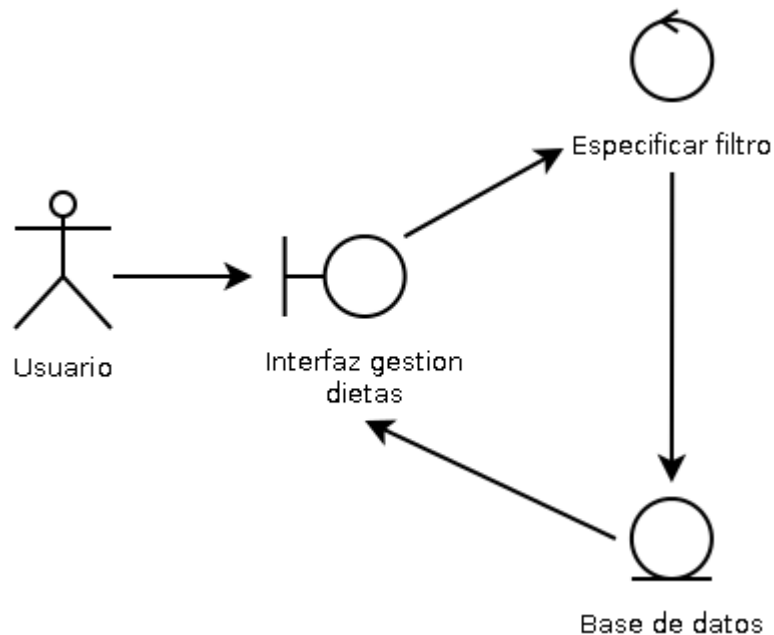 Especificar filtro
Usuario
Interfaz gestion
dietas
Base de datos